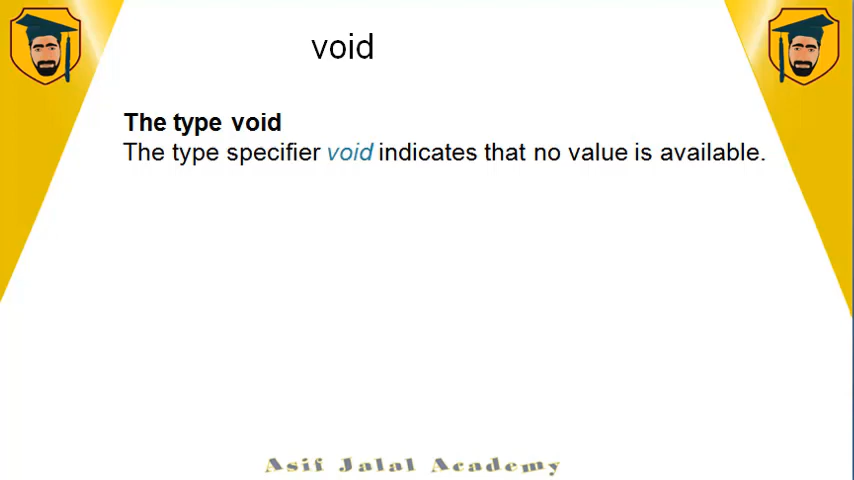 void
The type void
The type specifier void indicates that no value is available.
Asif Jalal Academy